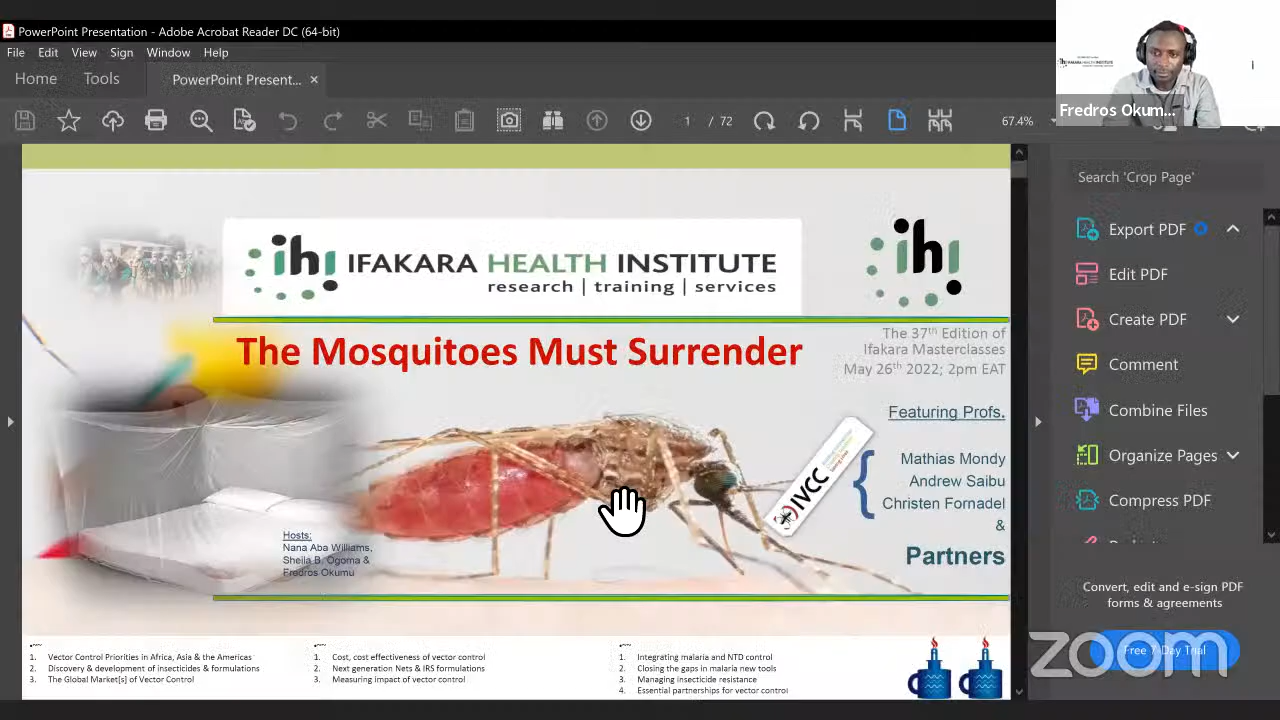 PowerPoint Presentation - Adobe Acrobat Reader DC (64-bit)
File Edit View Sign Window Help
Home Tools PowerPoint Present... ×
1 / 72 67.4%
Fredros Okum...
Search 'Crop Page'
Export PDF
Edit PDF
Create PDF
Comment
Combine Files
Organize Pages
Compress PDF
Convert, edit and e-sign PDF
forms & agreements
Free 7-Day Trial
zoom
ihi IFAKARA HEALTH INSTITUTE
research | training | services
ihi
The Mosquitoes Must Surrender
The 37th Edition of
Ifakara Masterclasses
May 26th 2022; 2pm EAT
Featuring Profs.
Mathias Mondy
Andrew Saibu
Christen Fornadel
&
Partners
IVCC
Hosts:
Nana Aba Williams,
Sheila B. Ogoma &
Fredros Okumu
1. Vector Control Priorities in Africa, Asia & the Americas
2. Discovery & development of insecticides & formulations
3. The Global Market[s) of Vector Control
1. Cost, cost effectiveness of vector control
2. Next generation Nets & IRS formulations
3. Measuring impact of vector control
1. Integrating malaria and NTD control
2. Closing the gaps in malaria new tools
3. Managing insecticide resistance
4. Essential partnerships for vector control